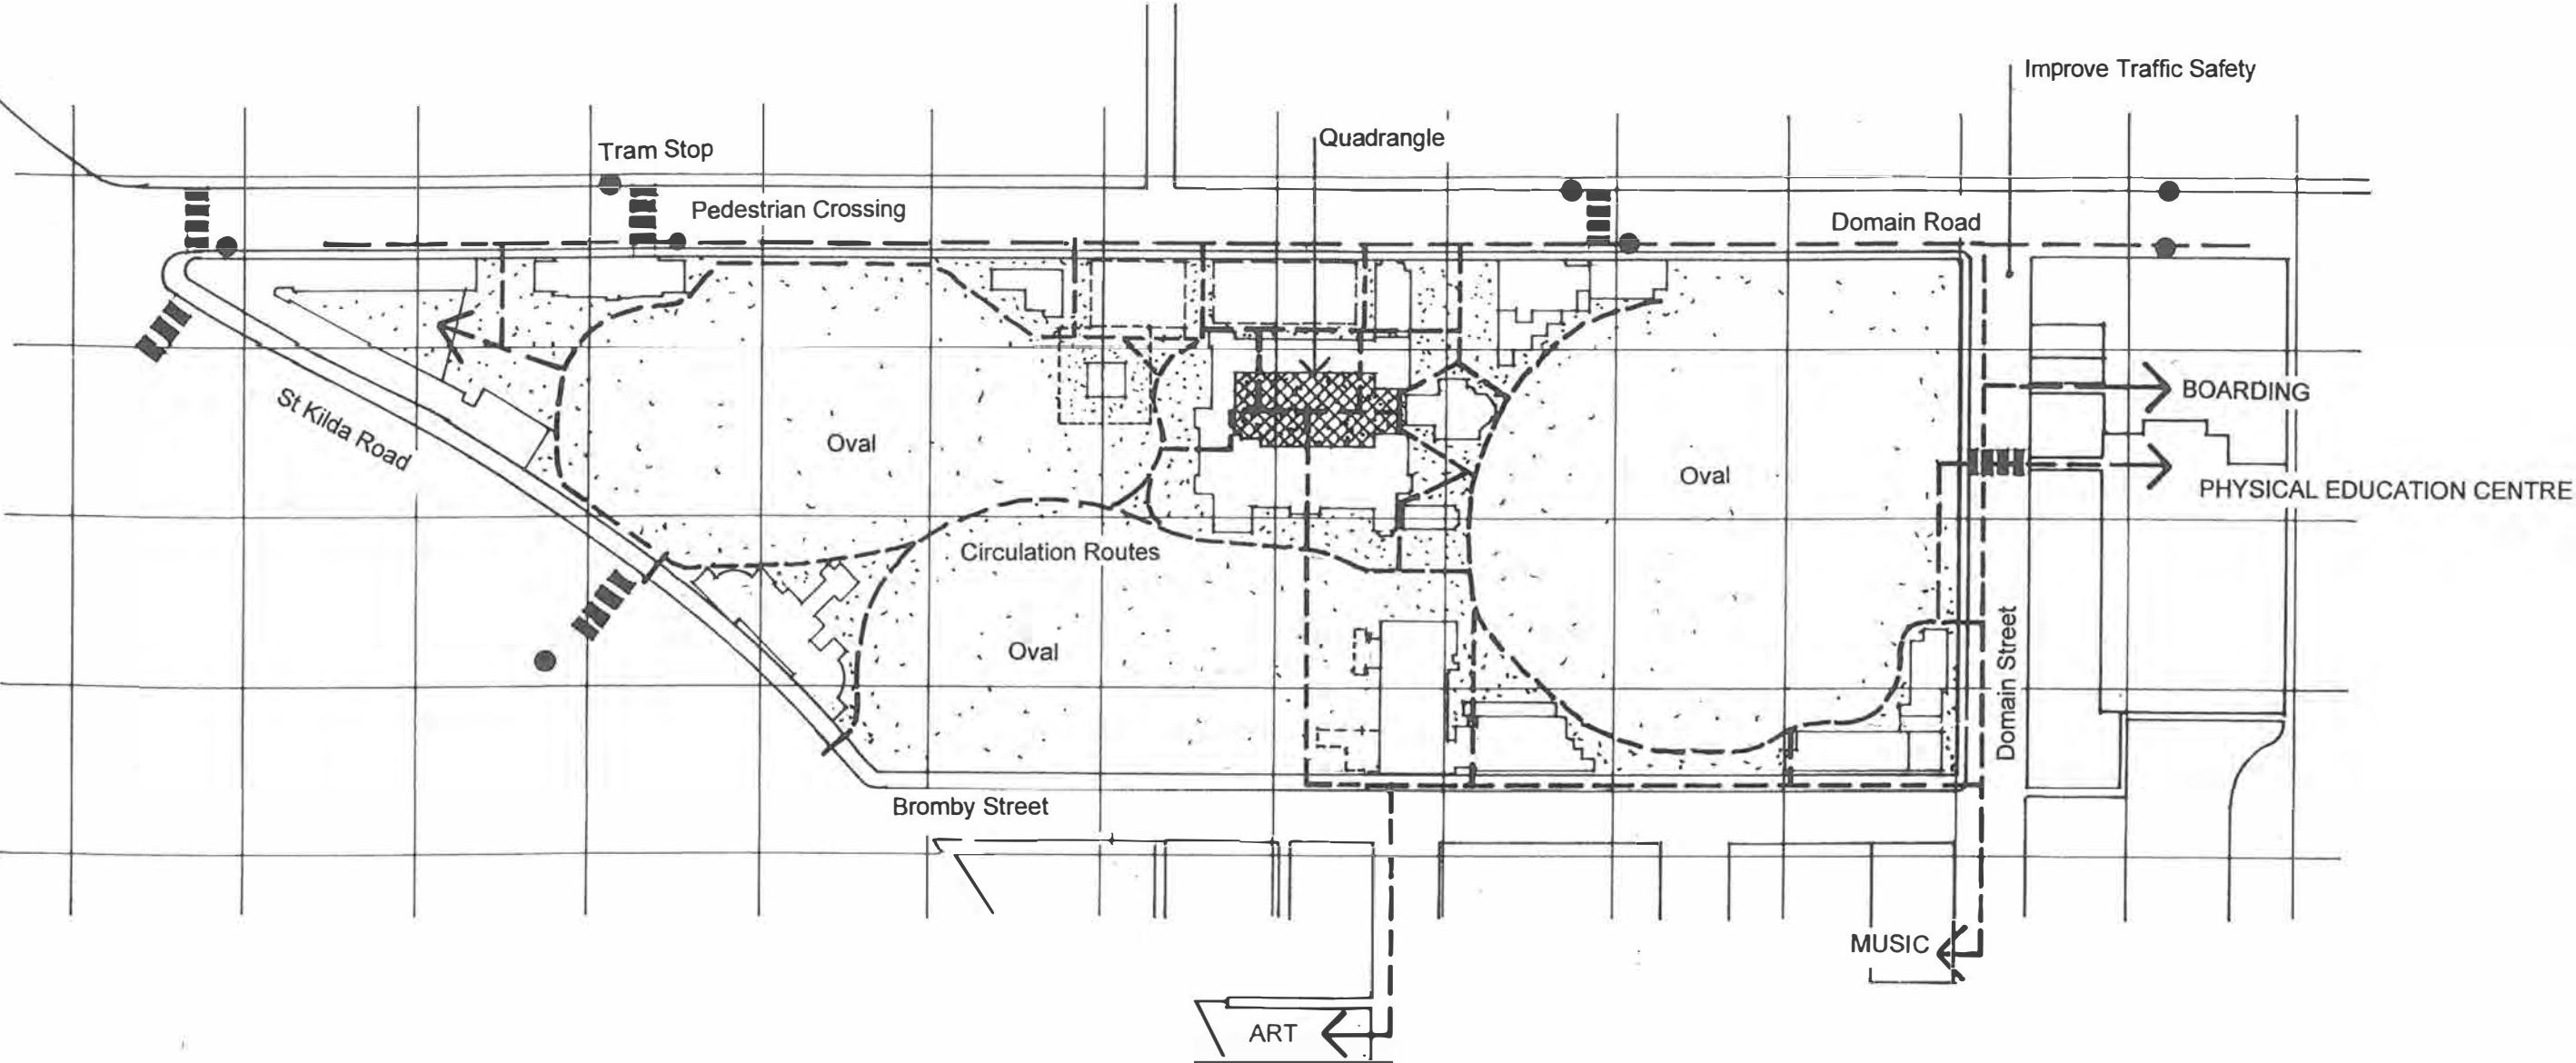 Improve Traffic Safety
Quadrangle
Tram Stop
Pedestrian Crossing
Domain Road
BOARDING
St Kilda Road
Oval
Oval
PHYSICAL EDUCATION CENTRE
Circulation Routes
Oval
Domain Street
Bromby Street
MUSIC
ART